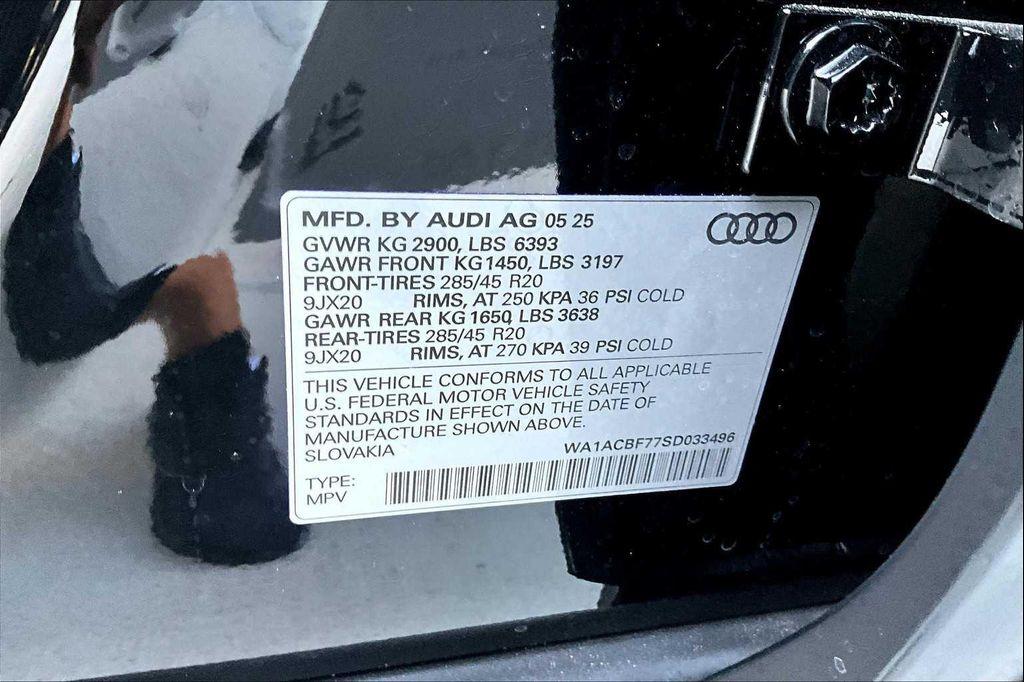 MFD. BY AUDI AG 05 25
GVWR KG 2900, LBS 6393
GAWR FRONT KG1450, LBS 3197
FRONT-TIRES 285/45 R20
9JX20 RIMS, AT 250 KPA 36 PSI COLD
GAWR REAR KG 1650, LBS 3638
REAR-TIRES 285/45 R20
9JX20 RIMS, AT 270 KPA 39 PSI COLD
THIS VEHICLE CONFORMS TO ALL APPLICABLE
U.S. FEDERAL MOTOR VEHICLE SAFETY
STANDARDS IN EFFECT ON THE DATE OF
MANUFACTURE SHOWN ABOVE.
SLOVAKIA WA1ACBF77SD033496
TYPE:
MPV